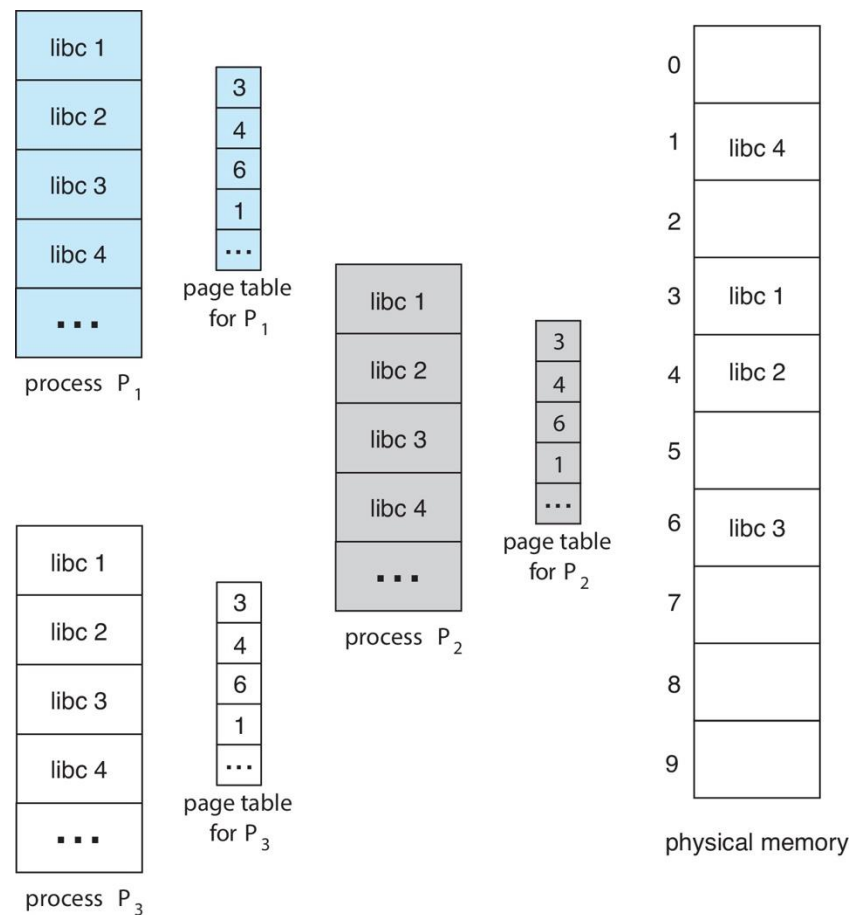 libc 1
libc 2
libc 3
libc 4
...
process P1
3
4
6
1
...
page table
for P1
libc 1
libc 2
libc 3
libc 4
...
process P2
3
4
6
1
...
page table
for P2
libc 1
libc 2
libc 3
libc 4
...
process P3
3
4
6
1
...
page table
for P3
0
1 libc 4
2
3 libc 1
4 libc 2
5
6 libc 3
7
8
9
physical memory